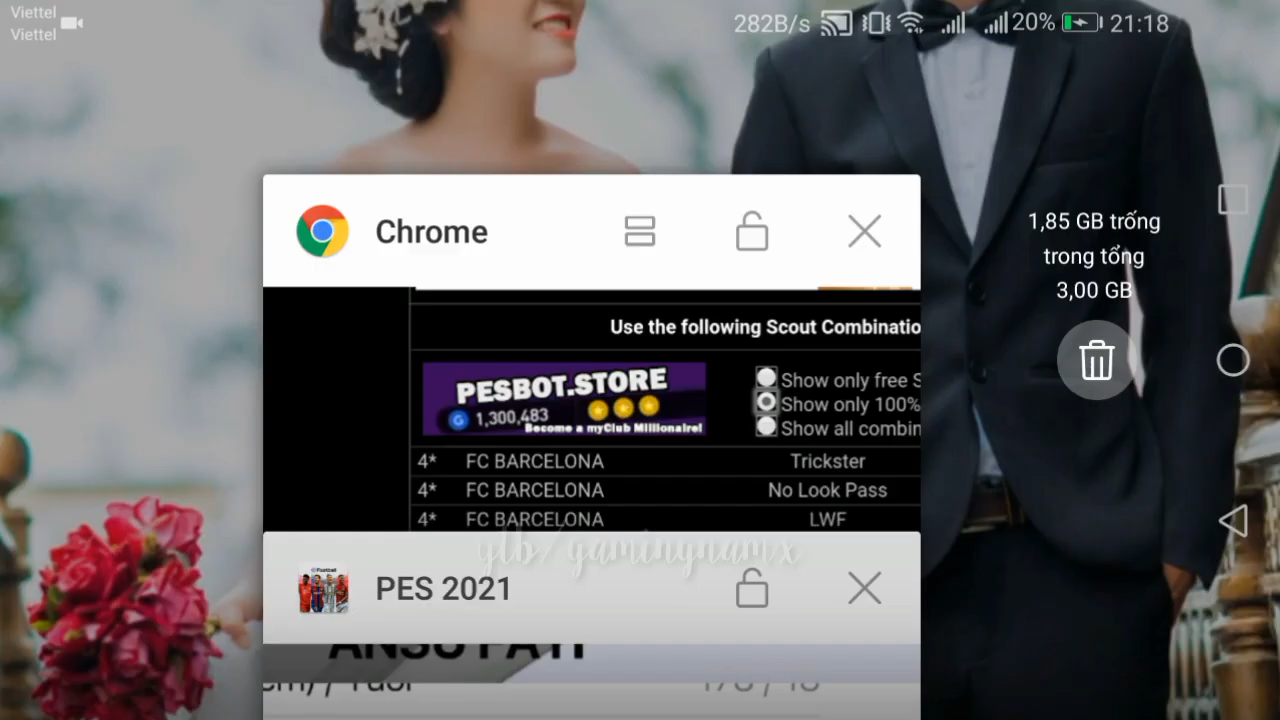 Viettel
Viettel
282B/s
20%
21:18
Chrome
1,85 GB trống
trong tổng
3,00 GB
Use the following Scout Combinatio
PESBOT.STORE
G 1,300,483
Become a myClub Millionaire!
Show only free S
Show only 100%
Show all combin
4* FC BARCELONA Trickster
4* FC BARCELONA No Look Pass
4* FC BARCELONA LWF
ytb/gamingnamx
PES 2021
ANSU FATI